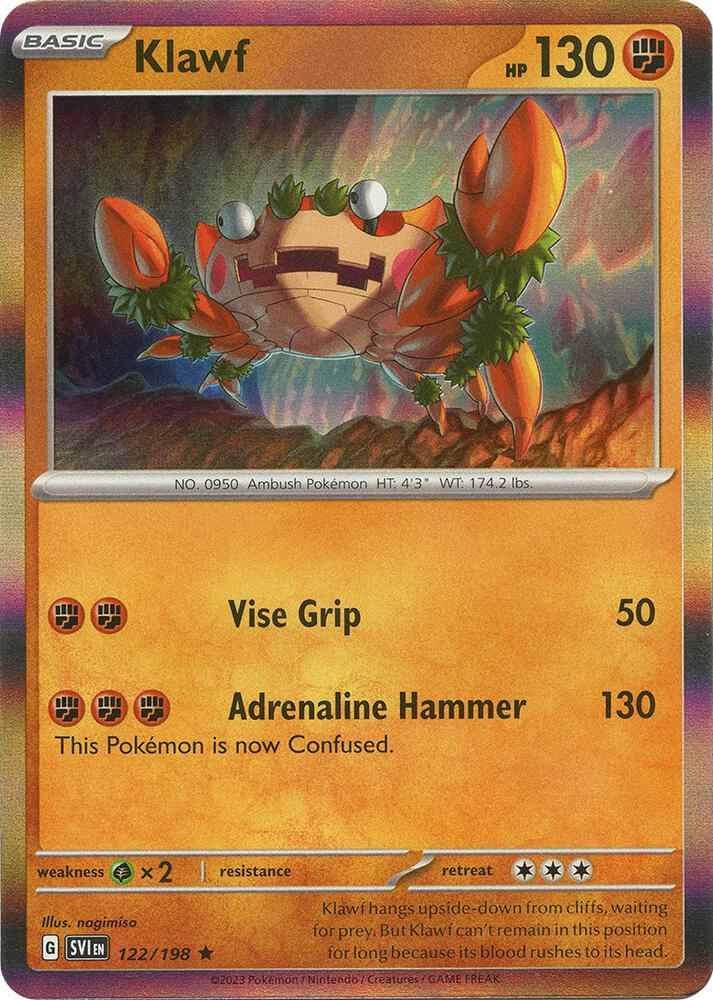 BASIC Klawf HP 130
NO. 0950 Ambush Pokémon HT: 4'3" WT: 174.2 lbs.
Vise Grip 50
Adrenaline Hammer 130
This Pokémon is now Confused.
weakness ×2 resistance retreat
Illus. nagimiso
G SVI EN 122/198 ★
Klawf hangs upside-down from cliffs, waiting
for prey. But Klawf can't remain in this position
for long because its blood rushes to its head.
©2023 Pokémon / Nintendo / Creatures / GAME FREAK